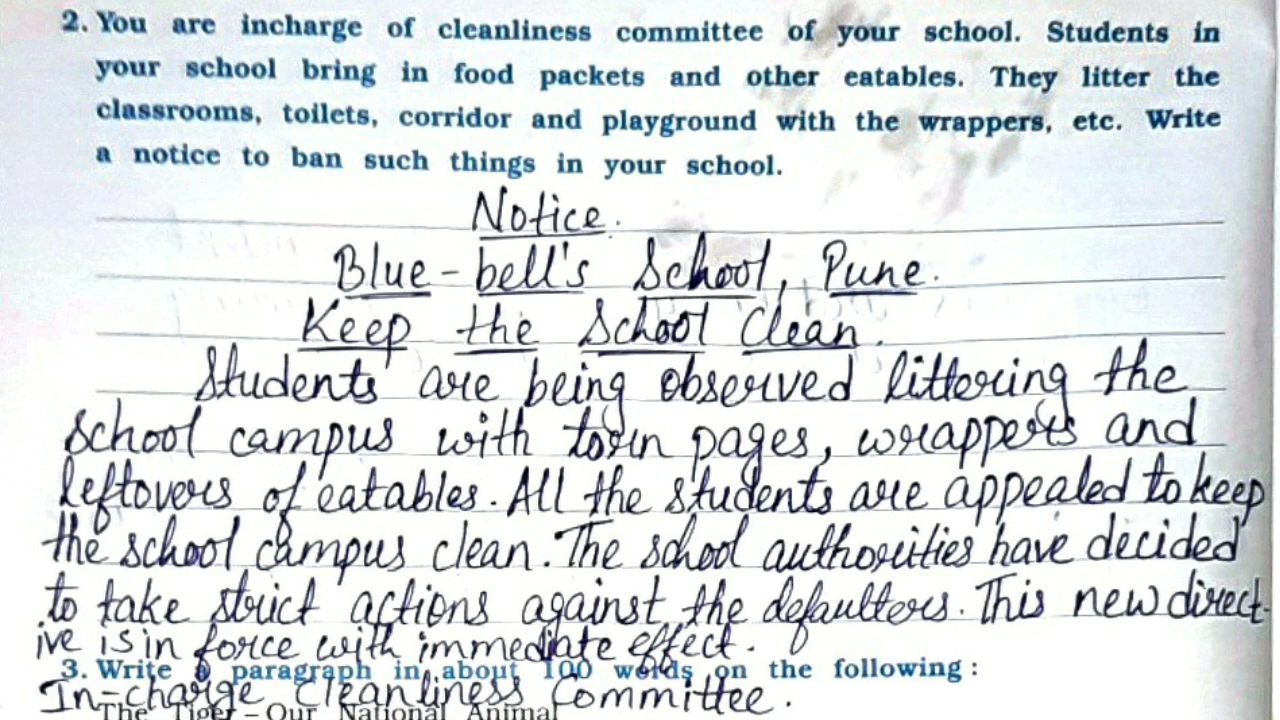 2. You are incharge of cleanliness committee of your school. Students in
your school bring in food packets and other eatables. They litter the
classrooms, toilets, corridor and playground with the wrappers, etc. Write
a notice to ban such things in your school.
Notice.
Blue-bell's School, Pune.
Keep the School Clean.
Students are being observed littering the
school campus with torn pages, wrappers and
leftovers of eatables. All the students are appealed to keep
the school campus clean. The school authorities have decided
to take strict actions against the defaulters. This new direct-
ive is in force with immediate effect.
3. Write a paragraph in about 100 words on the following :
In-charge Cleanliness Committee.
The Tiger – Our National Animal